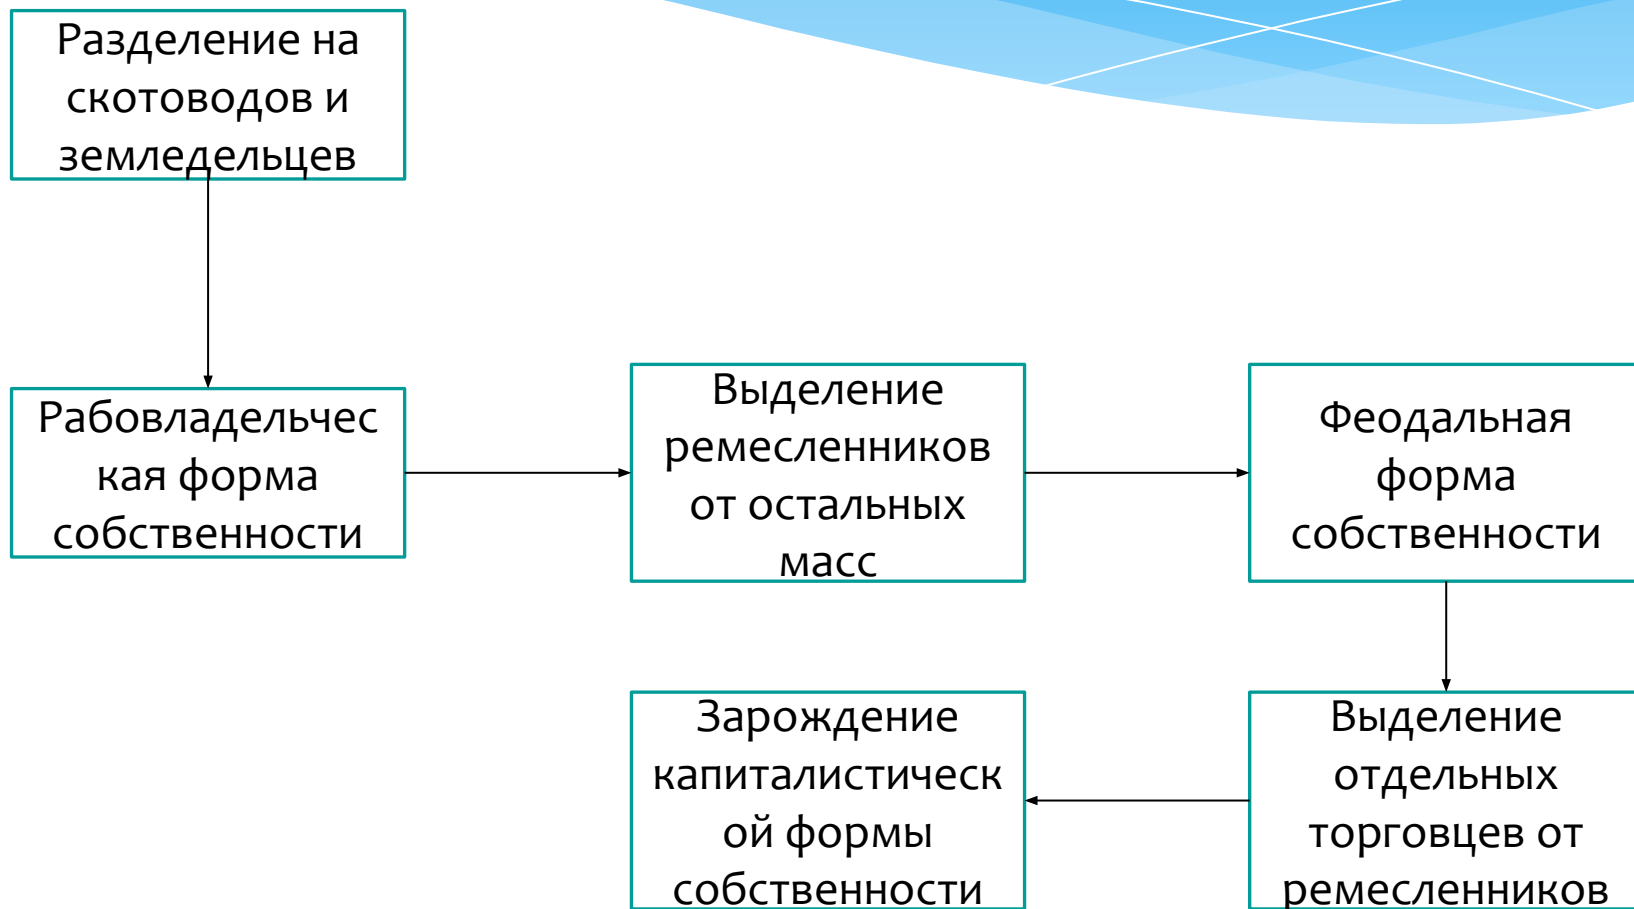 Разделение на
скотоводов и
земледельцев
Рабовладельчес
кая форма
собственности
Выделение
ремесленников
от остальных
масс
Феодальная
форма
собственности
Зарождение
капиталистическ
ой формы
собственности
Выделение
отдельных
торговцев от
ремесленников